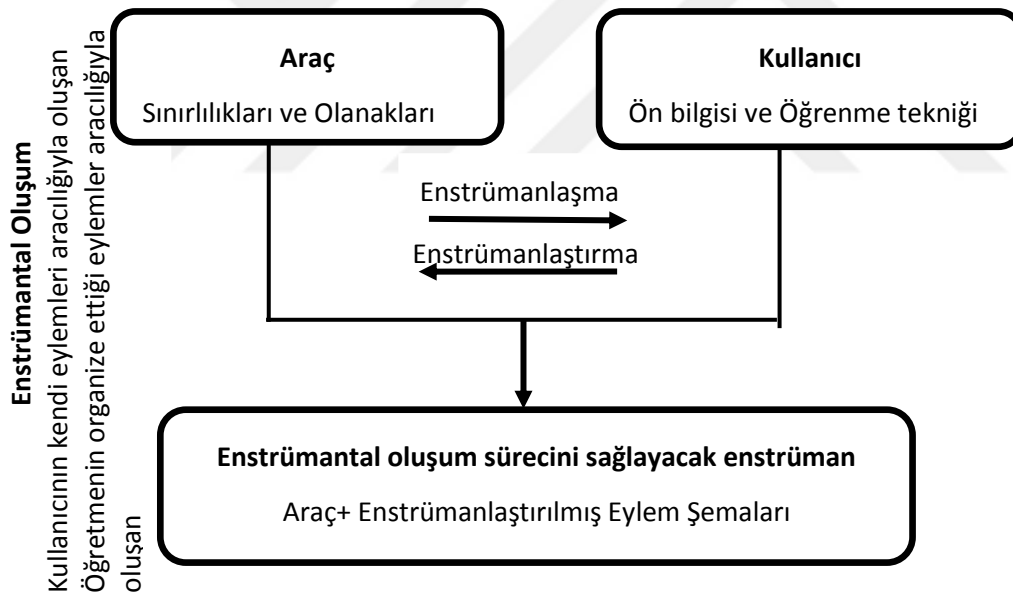 Enstrümantal Oluşum
Kullanıcının kendi eylemleri aracılığıyla oluşan
Öğretmenin organize ettiği eylemler aracılığıyla
oluşan
Araç
Sınırlılıkları ve Olanakları
Kullanıcı
Ön bilgisi ve Öğrenme tekniği
Enstrümanlaşma
Enstrümanlaştırma
Enstrümantal oluşum sürecini sağlayacak enstrüman
Araç+ Enstrümanlaştırılmış Eylem Şemaları